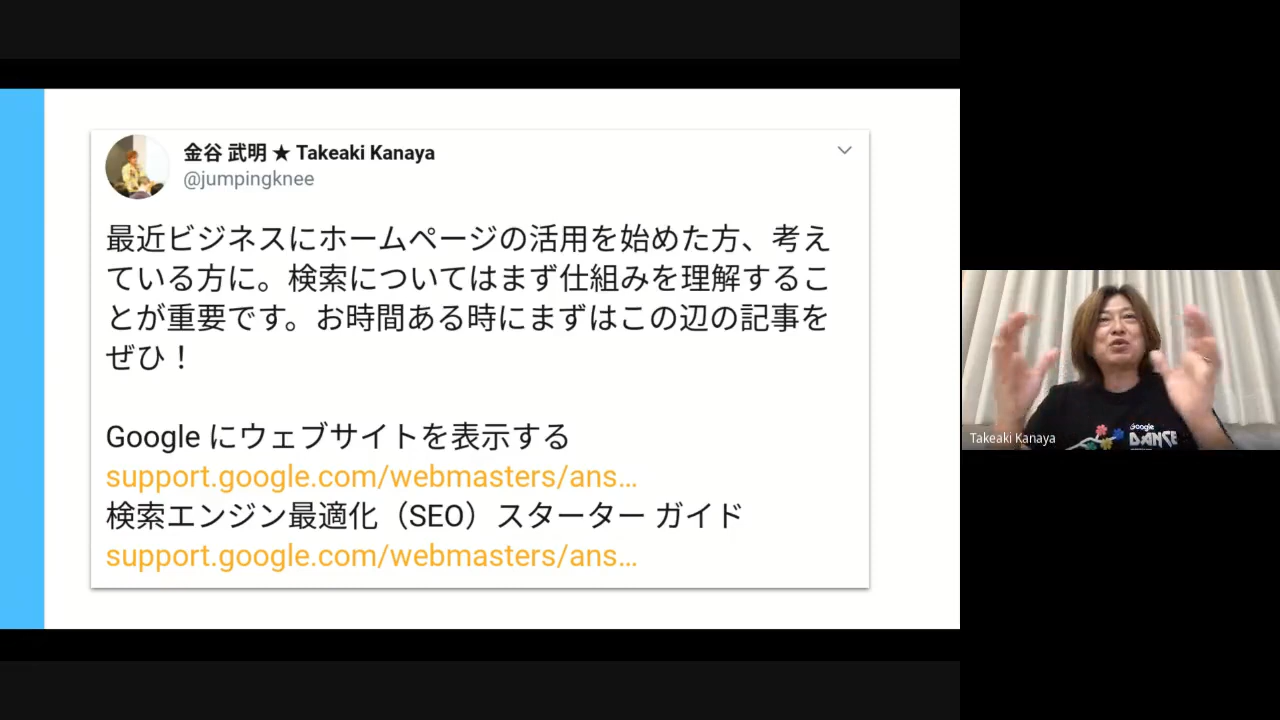 金谷 武明 ★ Takeaki Kanaya
@jumpingknee
最近ビジネスにホームページの活用を始めた方、考え
ている方に。検索についてはまず仕組みを理解するこ
とが重要です。お時間ある時にまずはこの辺の記事を
ぜひ！
Google にウェブサイトを表示する
support.google.com/webmasters/ans…
検索エンジン最適化（SEO）スターター ガイド
support.google.com/webmasters/ans…
Takeaki Kanaya
Google
DANCE